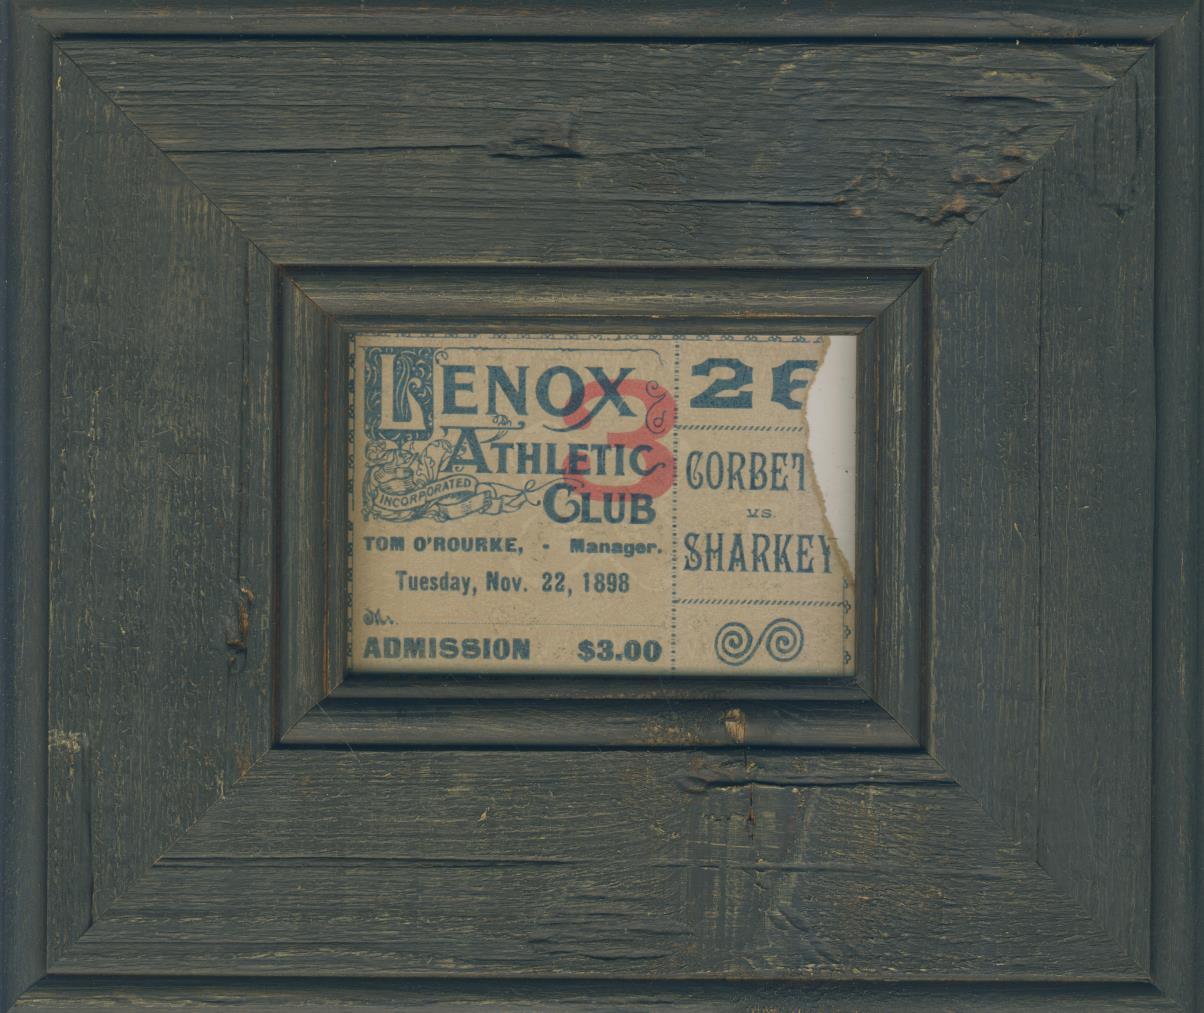 LENOX
ATHLETIC
CLUB
INCORPORATED
3
TOM O'ROURKE, - Manager.
Tuesday, Nov. 22, 1898
ADMISSION $3.00
26
CORBET
vs.
SHARKEY